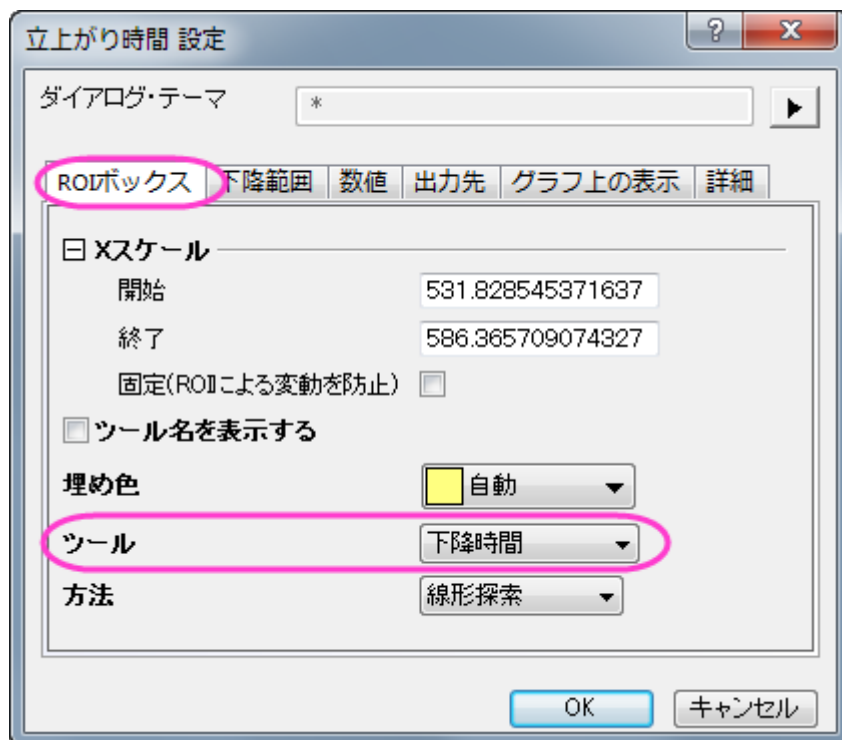 立上がり時間 設定
ダイアログ・テーマ *
ROIボックス 下降範囲 数値 出力先 グラフ上の表示 詳細
Xスケール
開始 531.828545371637
終了 586.365709074327
固定(ROIによる変動を防止)
ツール名を表示する
埋め色 自動
ツール 下降時間
方法 線形探索
OK キャンセル